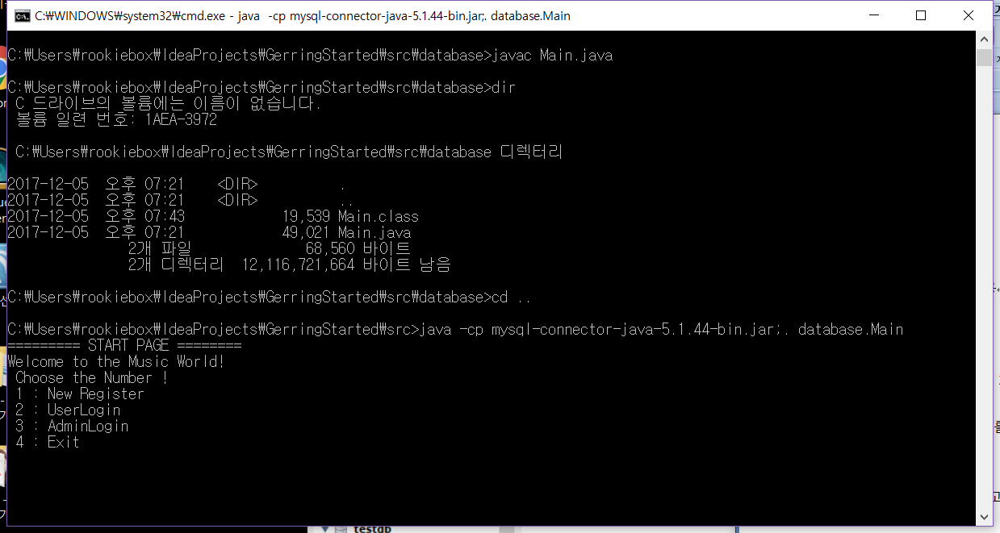 C:\WINDOWS\system32\cmd.exe - java  -cp mysql-connector-java-5.1.44-bin.jar;. database.Main
C:₩Users₩rookiebox₩IdeaProjects₩GerringStarted₩src₩database>javac Main.java
C:₩Users₩rookiebox₩IdeaProjects₩GerringStarted₩src₩database>dir
C 드라이브의 볼륨에는 이름이 없습니다.
볼륨 일련 번호: 1AEA-3972
C:₩Users₩rookiebox₩IdeaProjects₩GerringStarted₩src₩database 디렉터리
2017-12-05  오후 07:21    <DIR>          .
2017-12-05  오후 07:21    <DIR>          ..
2017-12-05  오후 07:43            19,539 Main.class
2017-12-05  오후 07:21            49,021 Main.java
2개 파일              68,560 바이트
2개 디렉터리  12,116,721,664 바이트 남음
C:₩Users₩rookiebox₩IdeaProjects₩GerringStarted₩src₩database>cd ..
C:₩Users₩rookiebox₩IdeaProjects₩GerringStarted₩src>java -cp mysql-connector-java-5.1.44-bin.jar;. database.Main
========= START PAGE ========
Welcome to the Music World!
Choose the Number !
1 : New Register
2 : UserLogin
3 : AdminLogin
4 : Exit
testdb